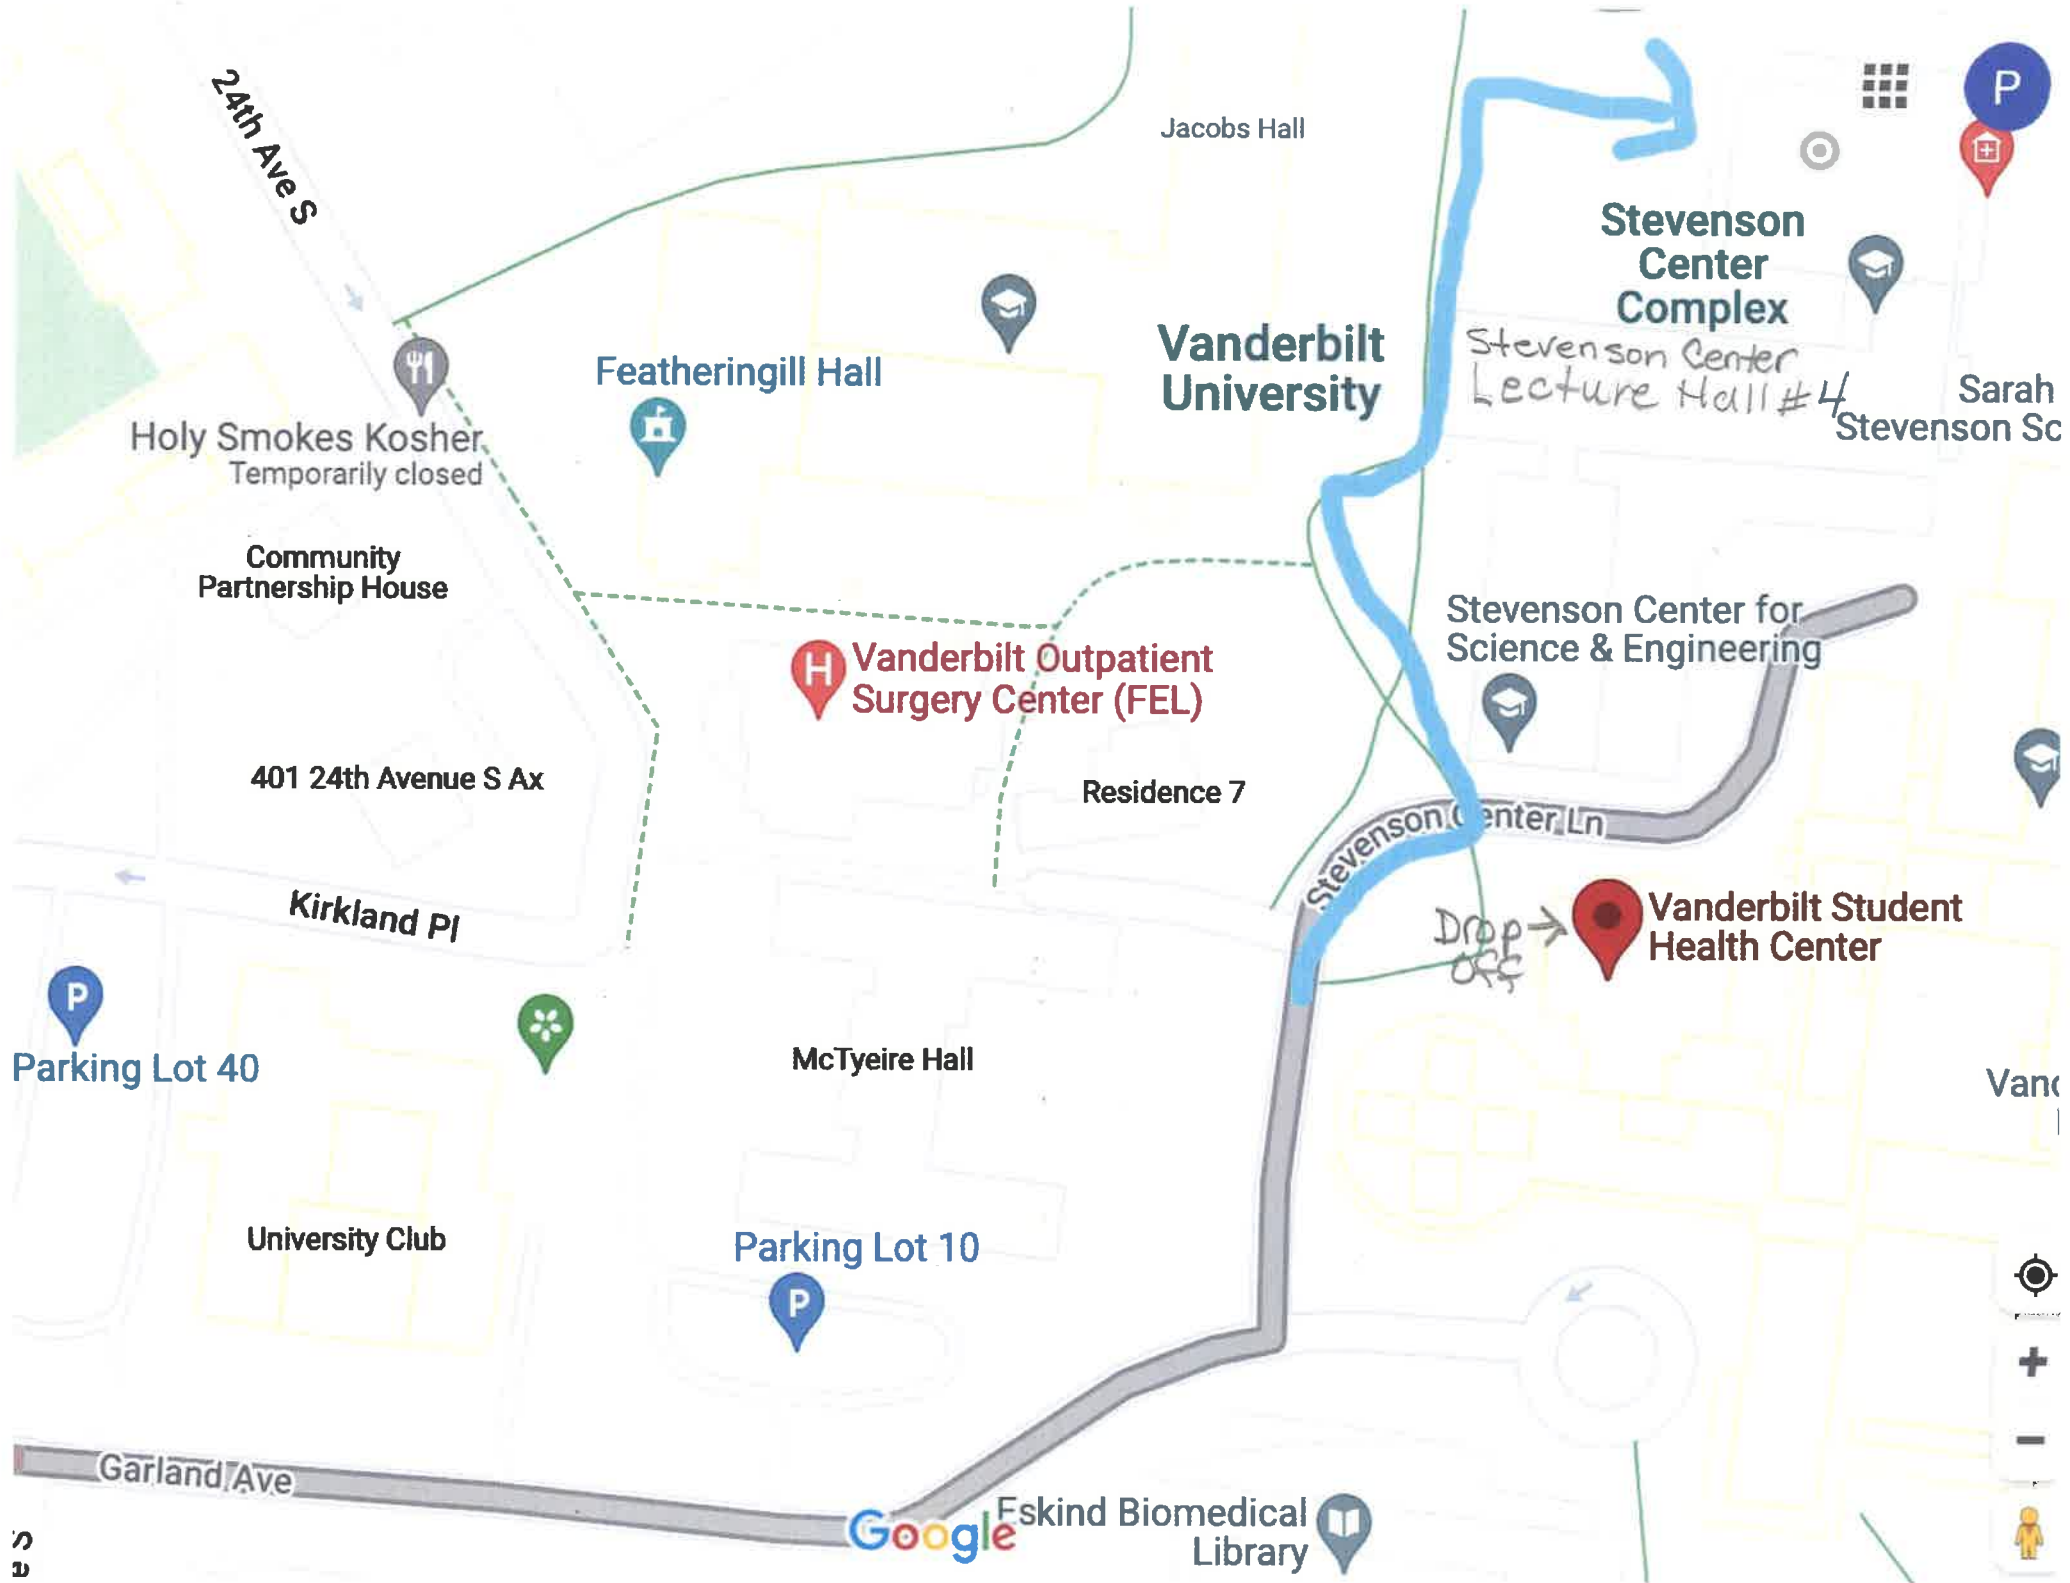 24th Ave S
Jacobs Hall
P
Stevenson
Center
Complex
Stevenson Center
Lecture Hall #4
Sarah
Stevenson Sc
Vanderbilt
University
Featheringill Hall
Holy Smokes Kosher
Temporarily closed
Community
Partnership House
Stevenson Center for
Science & Engineering
H
Vanderbilt Outpatient
Surgery Center (FEL)
401 24th Avenue S Ax
Residence 7
Stevenson Center Ln
Kirkland Pl
Drop
off
Vanderbilt Student
Health Center
P
Parking Lot 40
McTyeire Hall
University Club
Parking Lot 10
P
Garland Ave
Google
Eskind Biomedical
Library